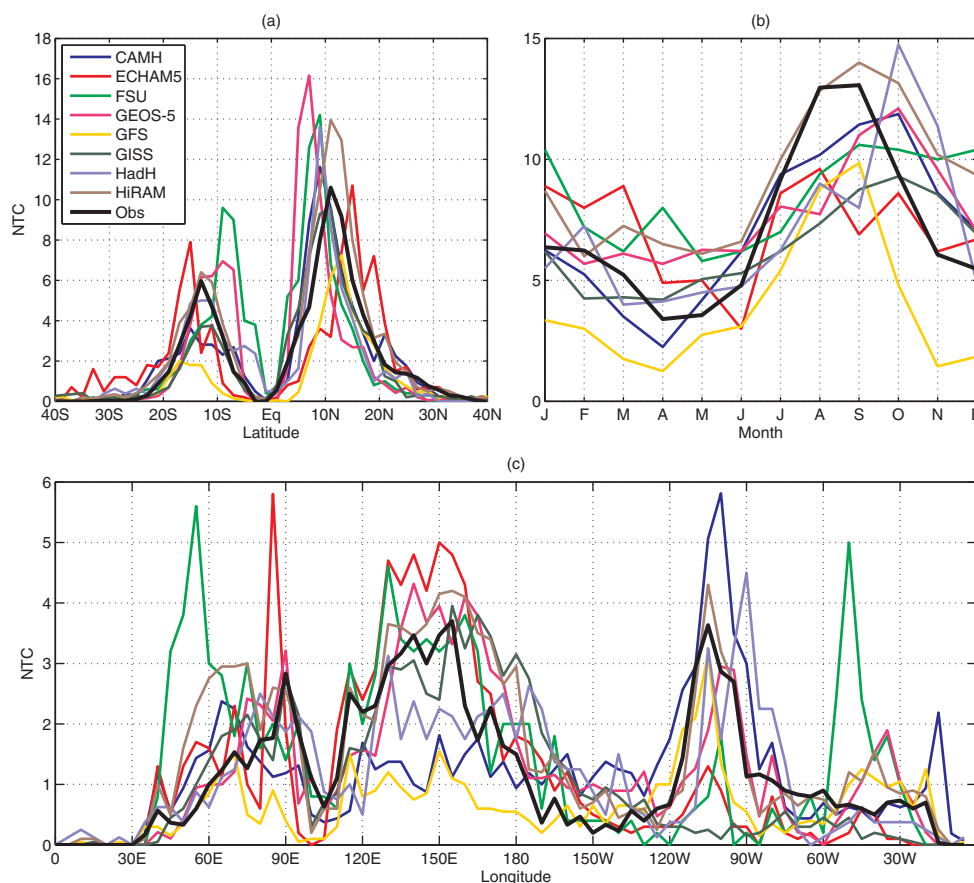 (a)
18
16
14
12
10
8
6
4
2
0
NTC
CAMH
ECHAM5
FSU
GEOS-5
GFS
GISS
HadH
HiRAM
Obs
40S 30S 20S 10S Eq 10N 20N 30N 40N
Latitude
(b)
15
10
5
0
J F M A M J J A S O N
Month
(c)
6
5
4
3
2
1
0
NTC
0 30E 60E 90E 120E 150E 180 150W 120W 90W 60W 30W
Longitude